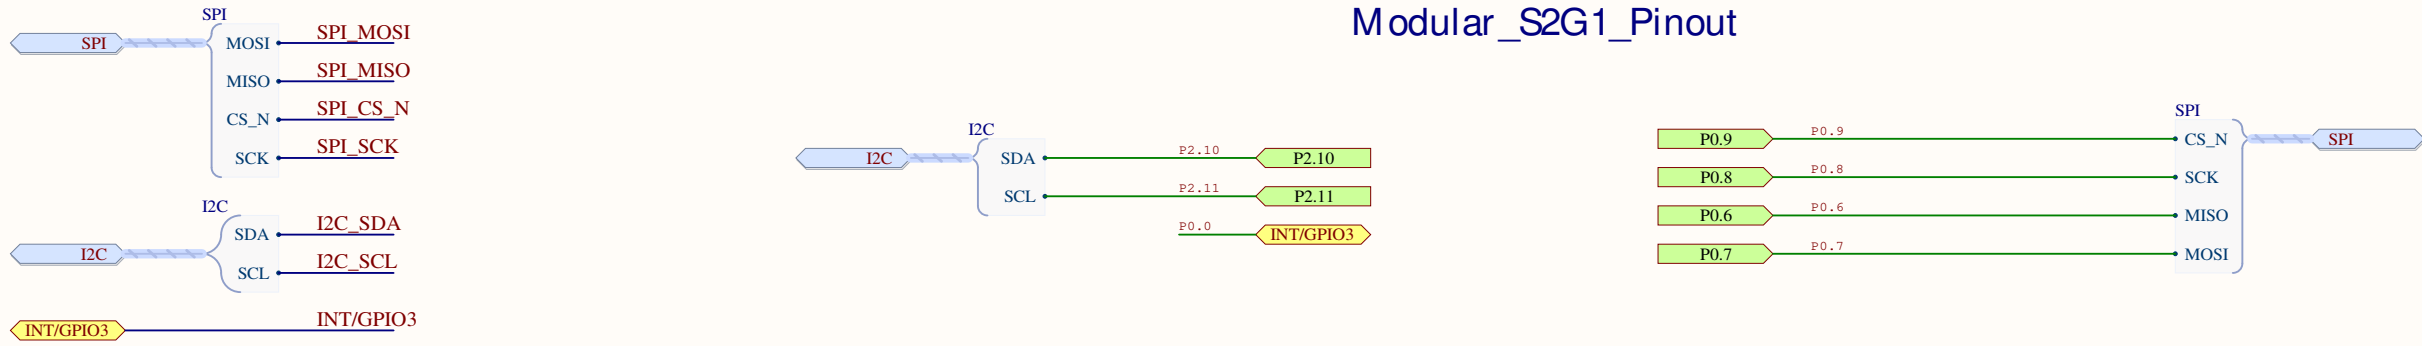 Modular_S2G1_Pinout
SPI
SPI
MOSI
SPI_MOSI
MISO
SPI_MISO
CS_N
SPI_CS_N
SCK
SPI_SCK
I2C
I2C
SDA
I2C_SDA
SCL
I2C_SCL
INT/GPIO3
INT/GPIO3
I2C
I2C
SDA
P2.10
P2.10
SCL
P2.11
P2.11
P0.0
INT/GPIO3
SPI
P0.9
P0.9
CS_N
SPI
P0.8
P0.8
SCK
P0.6
P0.6
MISO
P0.7
P0.7
MOSI